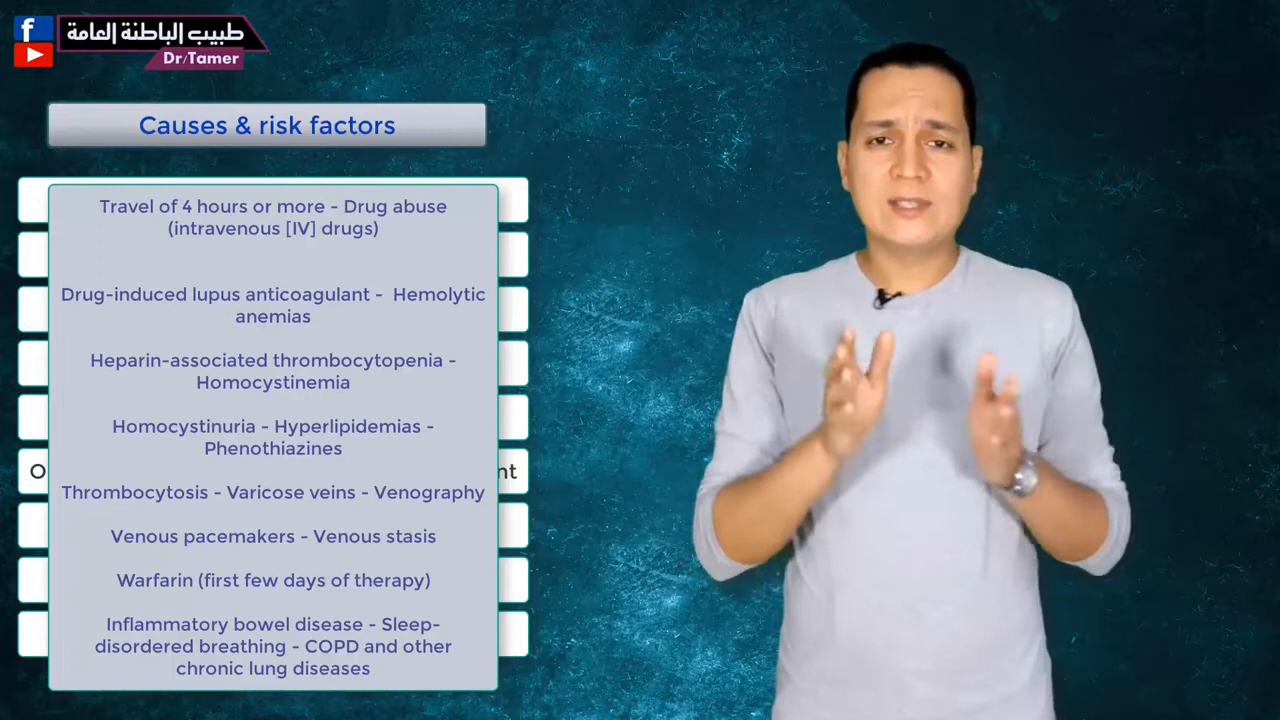 f
طبيب الباطنة العامة
Dr/Tamer
Causes & risk factors
Travel of 4 hours or more - Drug abuse
(intravenous [IV] drugs)
Drug-induced lupus anticoagulant - Hemolytic
anemias
Heparin-associated thrombocytopenia -
Homocystinemia
Homocystinuria - Hyperlipidemias -
Phenothiazines
Thrombocytosis - Varicose veins - Venography
Venous pacemakers - Venous stasis
Warfarin (first few days of therapy)
Inflammatory bowel disease - Sleep-
disordered breathing - COPD and other
chronic lung diseases